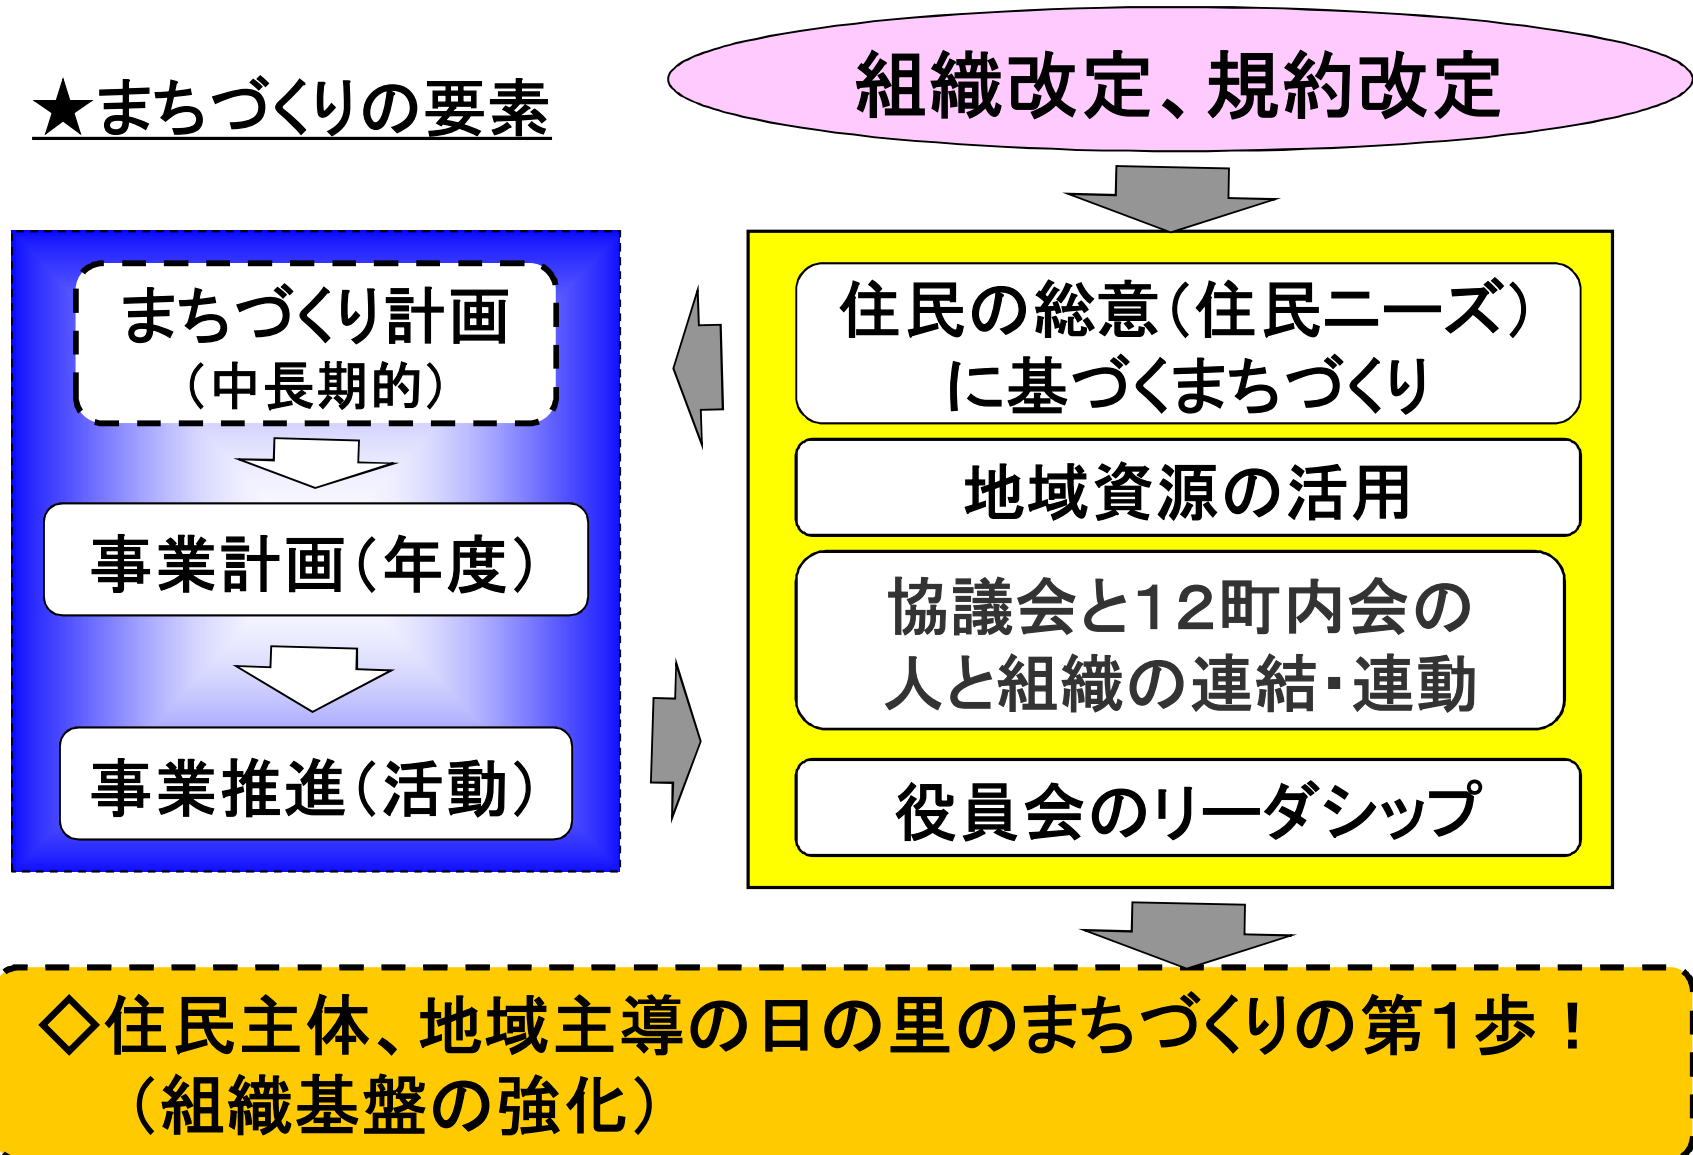 ★まちづくりの要素
組織改定、規約改定
まちづくり計画
（中長期的）
事業計画（年度）
事業推進（活動）
住民の総意（住民ニーズ）
に基づくまちづくり
地域資源の活用
協議会と１２町内会の
人と組織の連結・連動
役員会のリーダシップ
◇住民主体、地域主導の日の里のまちづくりの第１歩！
（組織基盤の強化）